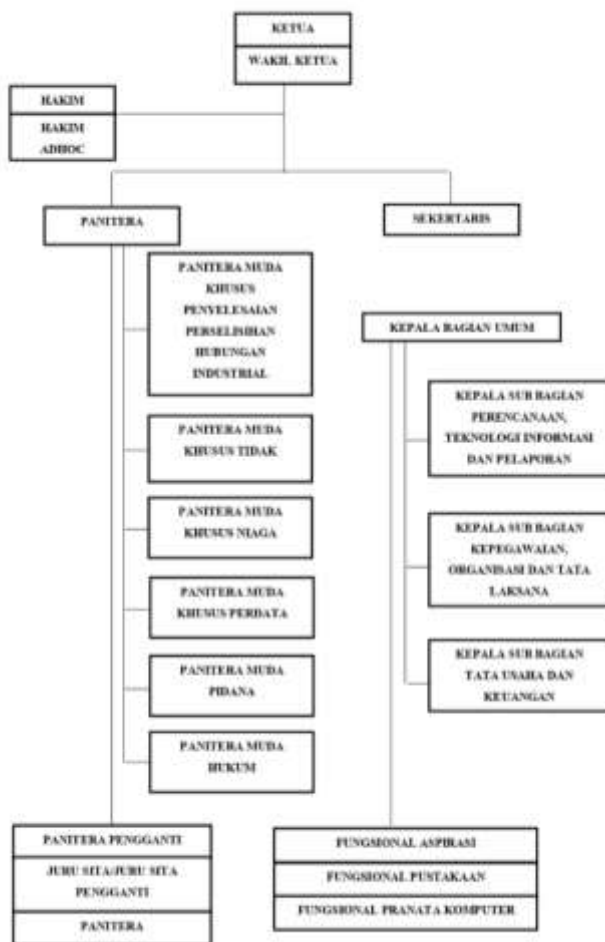 KETUA
WAKIL KETUA
HAKIM
HAKIM
ADHOC
PANITERA
SEKERTARIS
PANITERA MUDA
KHUSUS
PENYELESAIAN
PERSELISIHAN
HUBUNGAN
INDUSTRIAL
PANITERA MUDA
KHUSUS TIDAK
PANITERA MUDA
KHUSUS NIAGA
PANITERA MUDA
KHUSUS PERDATA
PANITERA MUDA
PIDANA
PANITERA MUDA
HUKUM
PANITERA PENGGANTI
JURU SITA/JURU SITA
PENGGANTI
PANITERA
KEPALA BAGIAN UMUM
KEPALA SUB BAGIAN
PERENCANAAN,
TEKNOLOGI INFORMASI
DAN PELAPORAN
KEPALA SUB BAGIAN
KEPEGAWAIAN,
ORGANISASI DAN TATA
LAKSANA
KEPALA SUB BAGIAN
TATA USAHA DAN
KEUANGAN
FUNGSIONAL ASPIRASI
FUNGSIONAL PUSTAKAAN
FUNGSIONAL PRANATA KOMPUTER